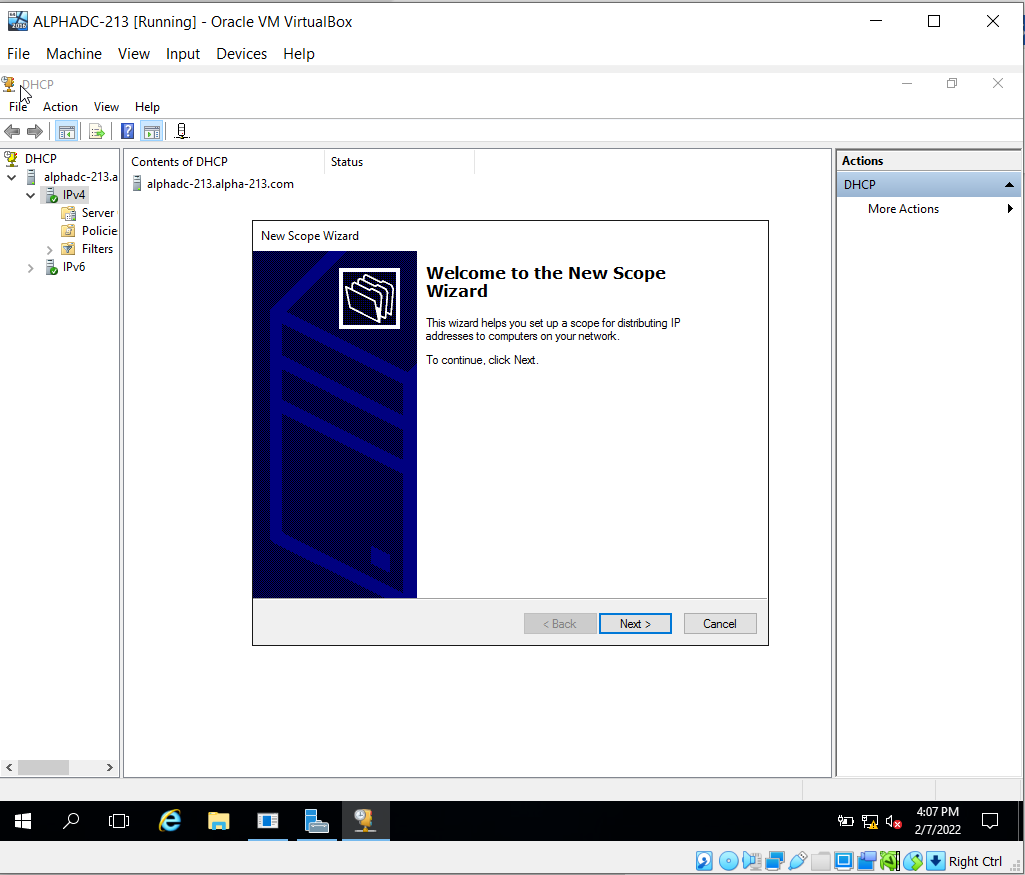 ALPHADC-213 [Running] - Oracle VM VirtualBox
File Machine View Input Devices Help
DHCP
File Action View Help
DHCP
alphadc-213.a
IPv4
Server
Policie
Filters
IPv6
Contents of DHCP Status
alphadc-213.alpha-213.com
Actions
DHCP
More Actions
New Scope Wizard
Welcome to the New Scope
Wizard
This wizard helps you set up a scope for distributing IP
addresses to computers on your network.
To continue, click Next.
< Back Next > Cancel
4:07 PM
2/7/2022
Right Ctrl